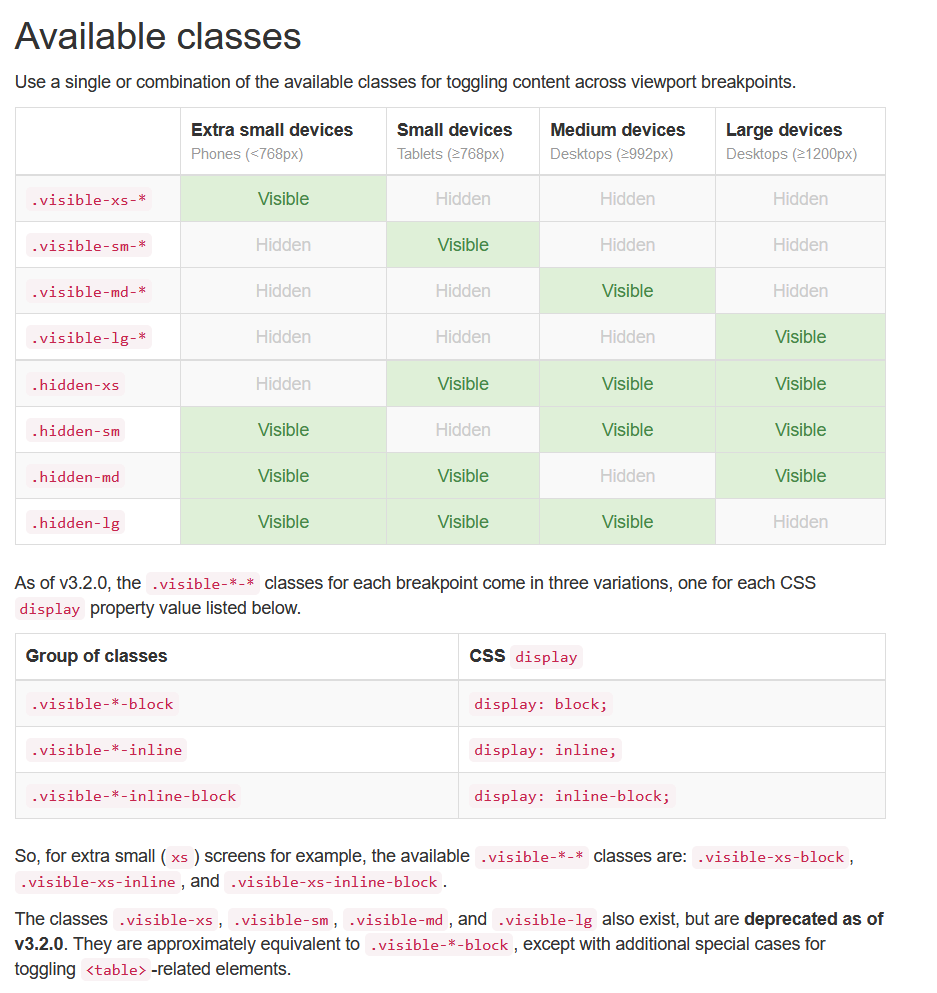 Available classes
Use a single or combination of the available classes for toggling content across viewport breakpoints.
Extra small devices Small devices Medium devices Large devices
Phones (<768px) Tablets (≥768px) Desktops (≥992px) Desktops (≥1200px)
.visible-xs-* Visible Hidden Hidden Hidden
.visible-sm-* Hidden Visible Hidden Hidden
.visible-md-* Hidden Hidden Visible Hidden
.visible-lg-* Hidden Hidden Hidden Visible
.hidden-xs Hidden Visible Visible Visible
.hidden-sm Visible Hidden Visible Visible
.hidden-md Visible Visible Hidden Visible
.hidden-lg Visible Visible Visible Hidden
As of v3.2.0, the .visible-*-* classes for each breakpoint come in three variations, one for each CSS
display property value listed below.
Group of classes CSS display
.visible-*-block display: block;
.visible-*-inline display: inline;
.visible-*-inline-block display: inline-block;
So, for extra small (xs) screens for example, the available .visible-*-* classes are: .visible-xs-block,
.visible-xs-inline, and .visible-xs-inline-block.
The classes .visible-xs, .visible-sm, .visible-md, and .visible-lg also exist, but are deprecated as of
v3.2.0. They are approximately equivalent to .visible-*-block, except with additional special cases for
toggling <table>-related elements.